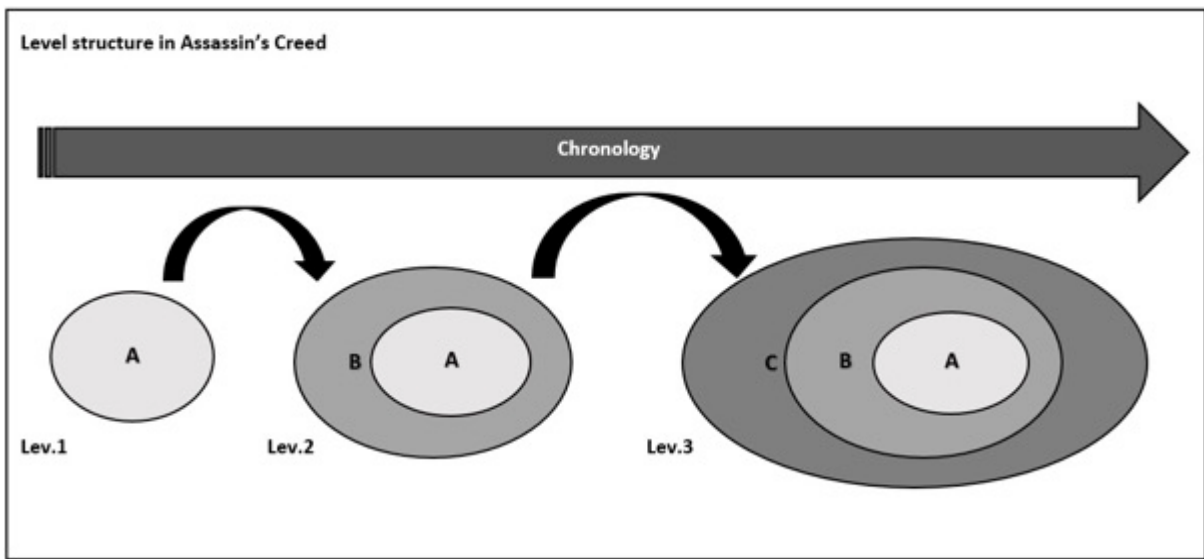 Level structure in Assassin's Creed
Chronology
A
B
A
C
B
A
Lev.1
Lev.2
Lev.3